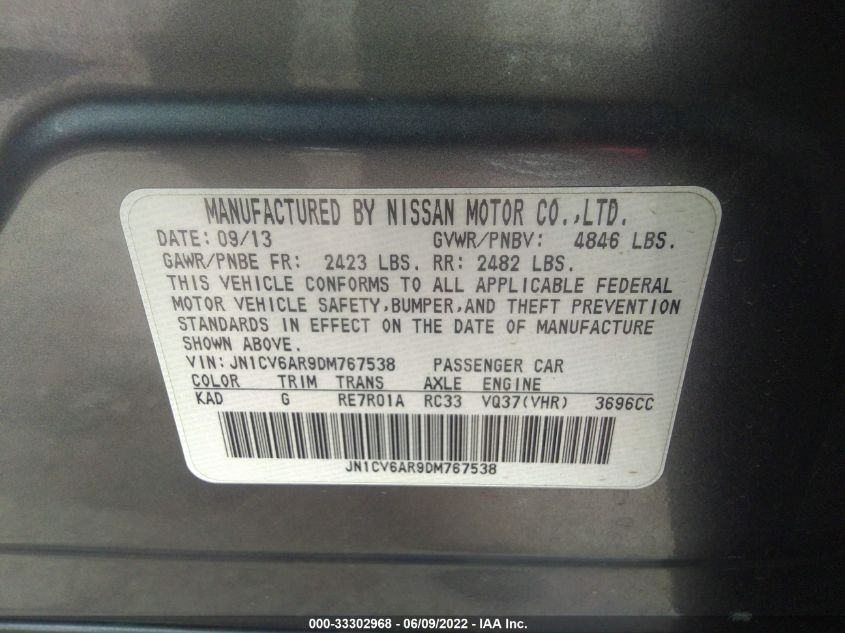 MANUFACTURED BY NISSAN MOTOR CO.,LTD.
DATE: 09/13 GVWR/PNBV: 4846 LBS.
GAWR/PNBE FR: 2423 LBS. RR: 2482 LBS.
THIS VEHICLE CONFORMS TO ALL APPLICABLE FEDERAL
MOTOR VEHICLE SAFETY,BUMPER,AND THEFT PREVENTION
STANDARDS IN EFFECT ON THE DATE OF MANUFACTURE
SHOWN ABOVE.
VIN: JN1CV6AR9DM767538 PASSENGER CAR
COLOR TRIM TRANS AXLE ENGINE
KAD G RE7R01A RC33 VQ37(VHR) 3696CC
JN1CV6AR9DM767538
000-33302968 - 06/09/2022 - IAA Inc.